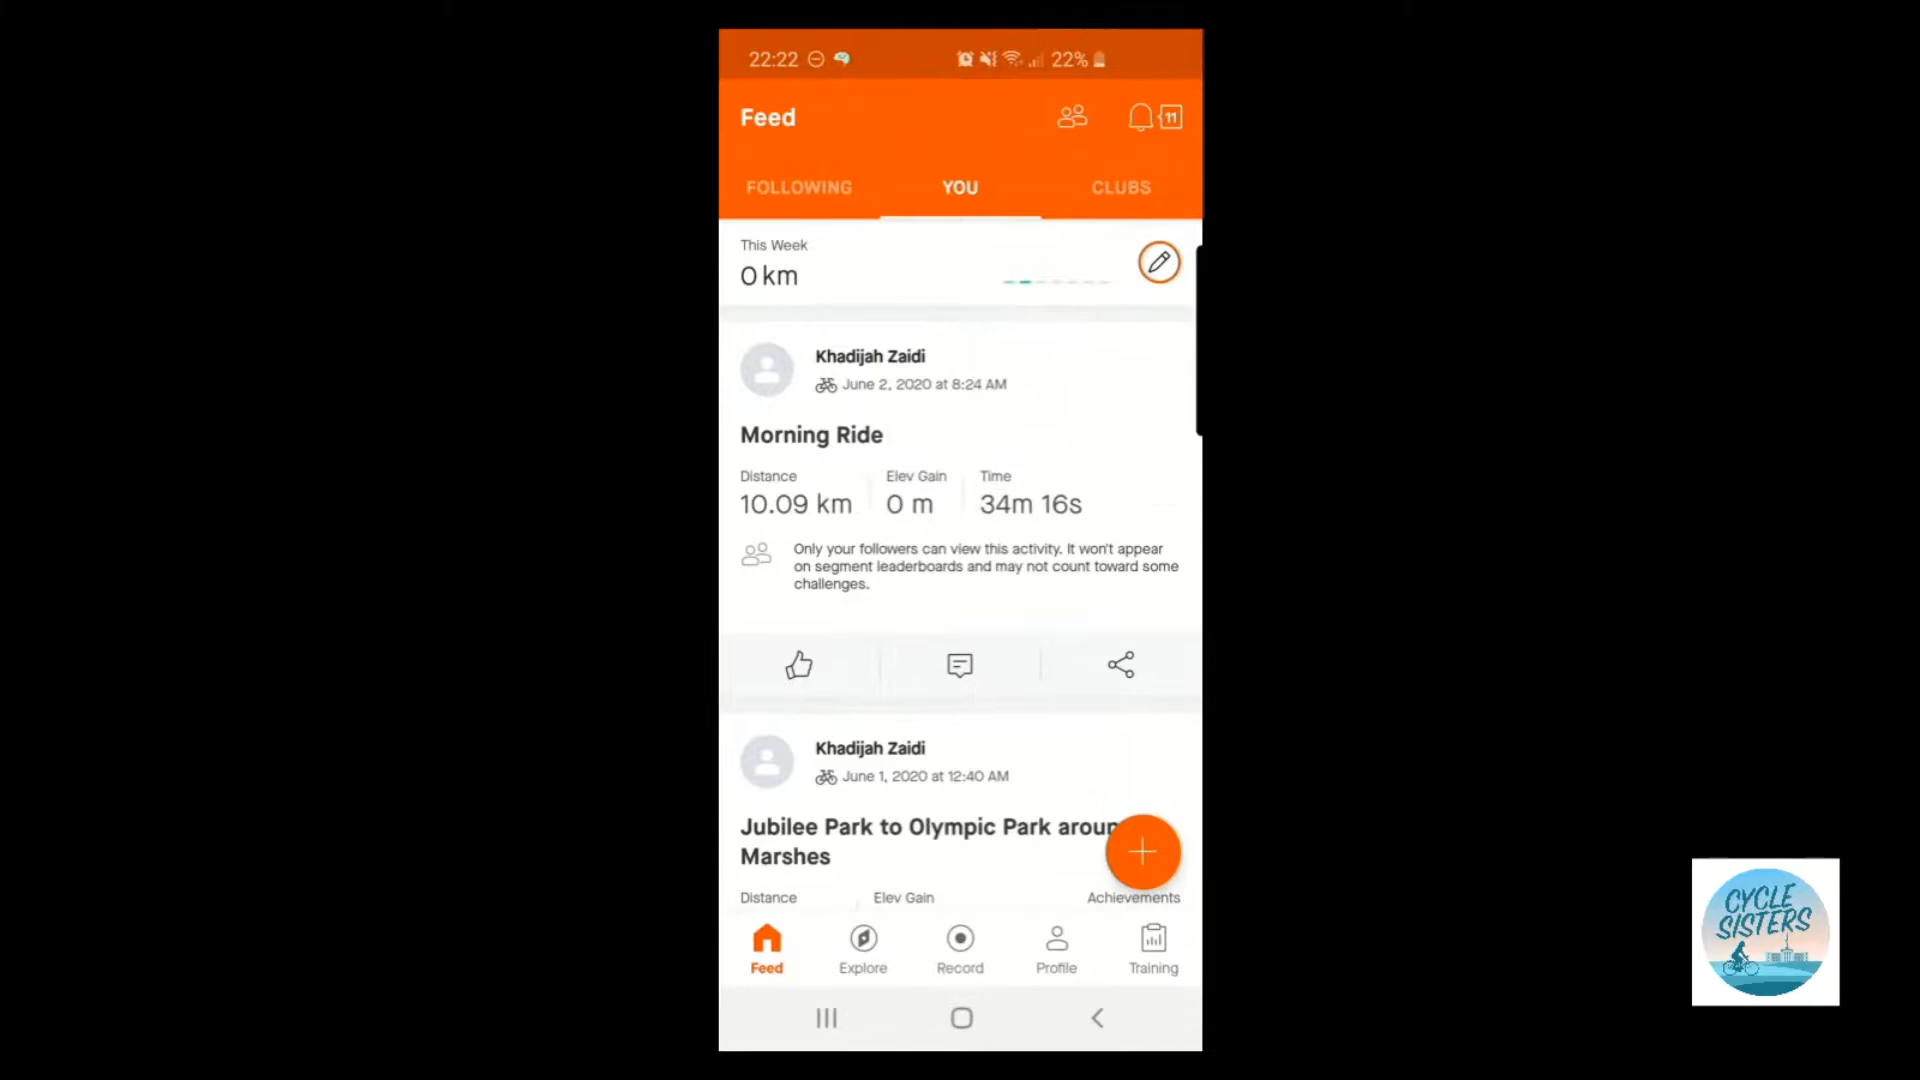 22:22 22%
Feed 11
FOLLOWING YOU CLUBS
This Week
0 km
Khadijah Zaidi
June 2, 2020 at 8:24 AM
Morning Ride
Distance Elev Gain Time
10.09 km 0 m 34m 16s
Only your followers can view this activity. It won't appear
on segment leaderboards and may not count toward some
challenges.
Khadijah Zaidi
June 1, 2020 at 12:40 AM
Jubilee Park to Olympic Park aroun
Marshes
Distance Elev Gain Achievements
Feed Explore Record Profile Training
CYCLE
SISTERS